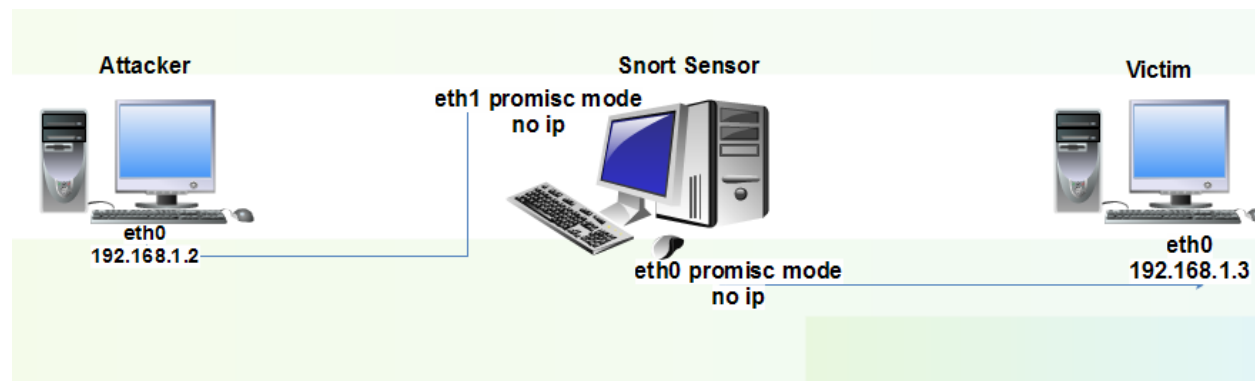 Attacker
eth0
192.168.1.2
Snort Sensor
eth1 promisc mode
no ip
eth0 promisc mode
no ip
Victim
eth0
192.168.1.3